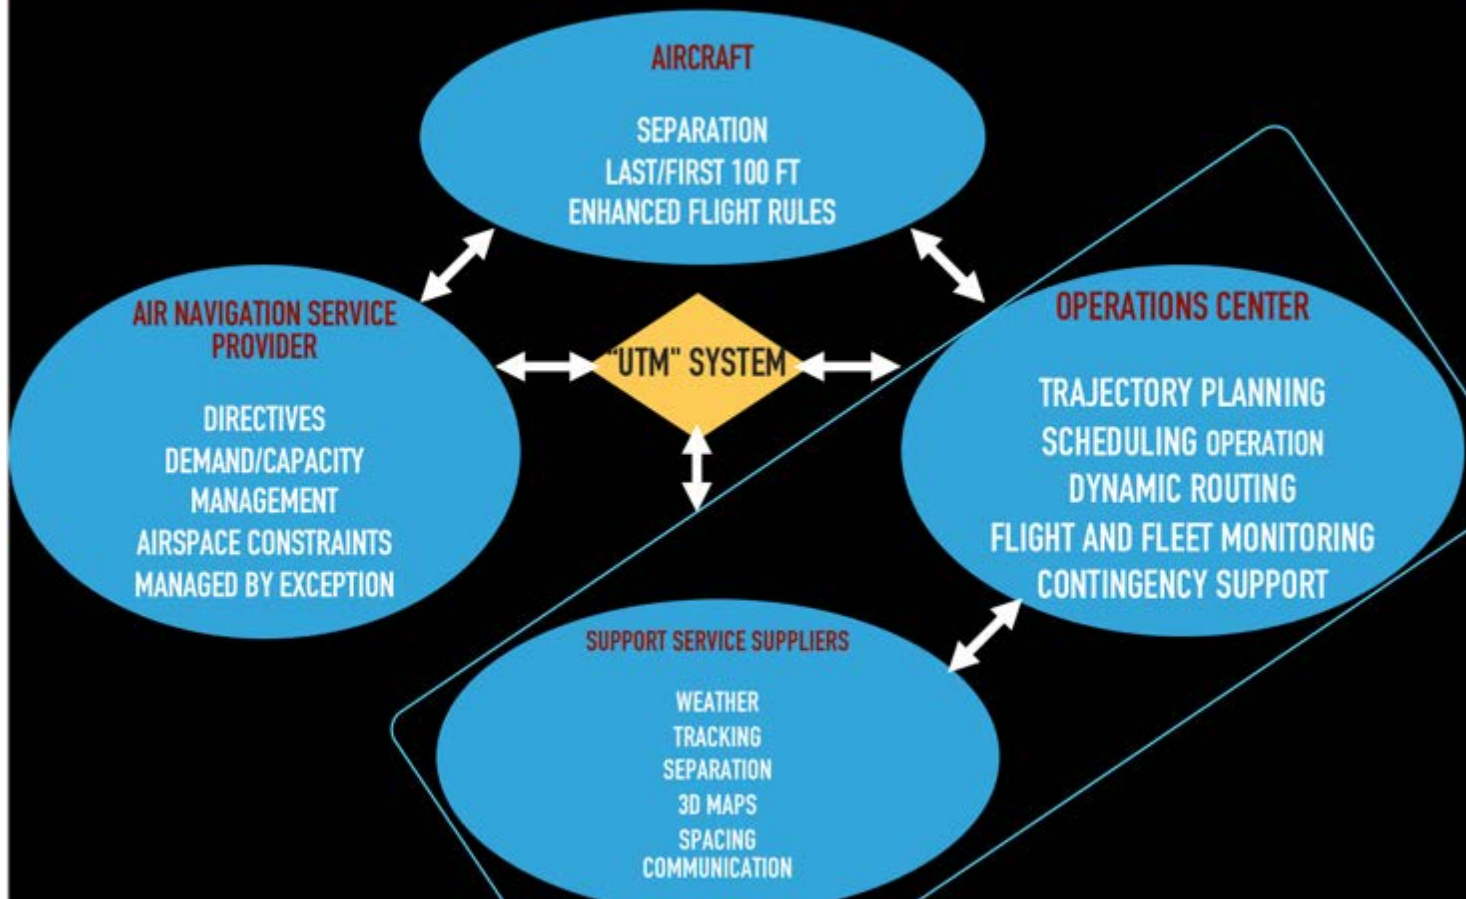 AIRCRAFT
SEPARATION
LAST/FIRST 100 FT
ENHANCED FLIGHT RULES
AIR NAVIGATION SERVICE
PROVIDER
DIRECTIVES
DEMAND/CAPACITY
MANAGEMENT
AIRSPACE CONSTRAINTS
MANAGED BY EXCEPTION
"UTM" SYSTEM
OPERATIONS CENTER
TRAJECTORY PLANNING
SCHEDULING OPERATION
DYNAMIC ROUTING
FLIGHT AND FLEET MONITORING
CONTINGENCY SUPPORT
SUPPORT SERVICE SUPPLIERS
WEATHER
TRACKING
SEPARATION
3D MAPS
SPACING
COMMUNICATION